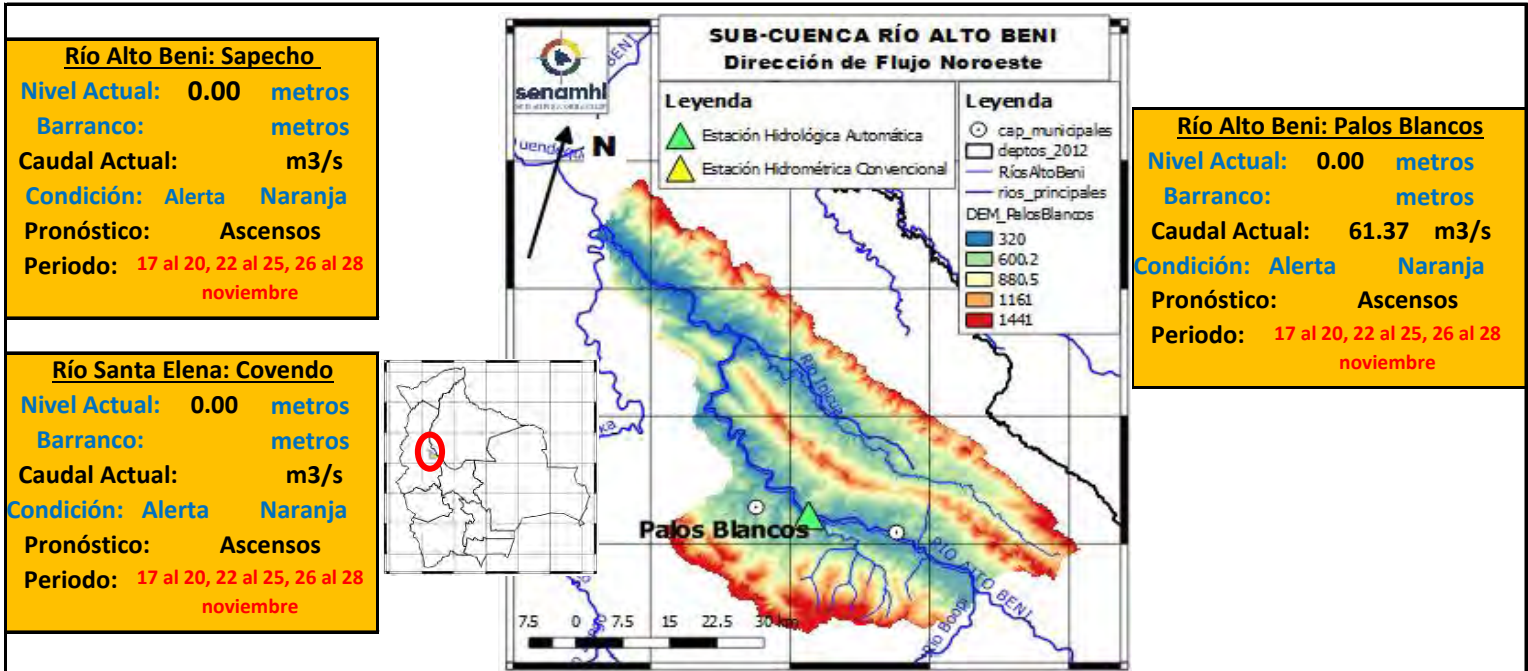 Río Alto Beni: Sapecho
Nivel Actual: 0.00 metros
Barranco: metros
Caudal Actual: m3/s
Condición: Alerta Naranja
Pronóstico: Ascensos
Periodo: 17 al 20, 22 al 25, 26 al 28
noviembre
Río Santa Elena: Covendo
Nivel Actual: 0.00 metros
Barranco: metros
Caudal Actual: m3/s
Condición: Alerta Naranja
Pronóstico: Ascensos
Periodo: 17 al 20, 22 al 25, 26 al 28
noviembre
SUB-CUENCA RÍO ALTO BENI
Dirección de Flujo Noroeste
senamhi
BENI
N
Leyenda
Estación Hidrológica Automática
Estación Hidrométrica Convencional
Leyenda
cap_municipales
deptos_2012
RíosAltoBeni
rios_principales
DEM_PalosBlancos
320
600.2
880.5
1161
1441
Palos Blancos
RÍO ALTO BENI
7.5 0 7.5 15 22.5 30 km
Río Alto Beni: Palos Blancos
Nivel Actual: 0.00 metros
Barranco: metros
Caudal Actual: 61.37 m3/s
Condición: Alerta Naranja
Pronóstico: Ascensos
Periodo: 17 al 20, 22 al 25, 26 al 28
noviembre